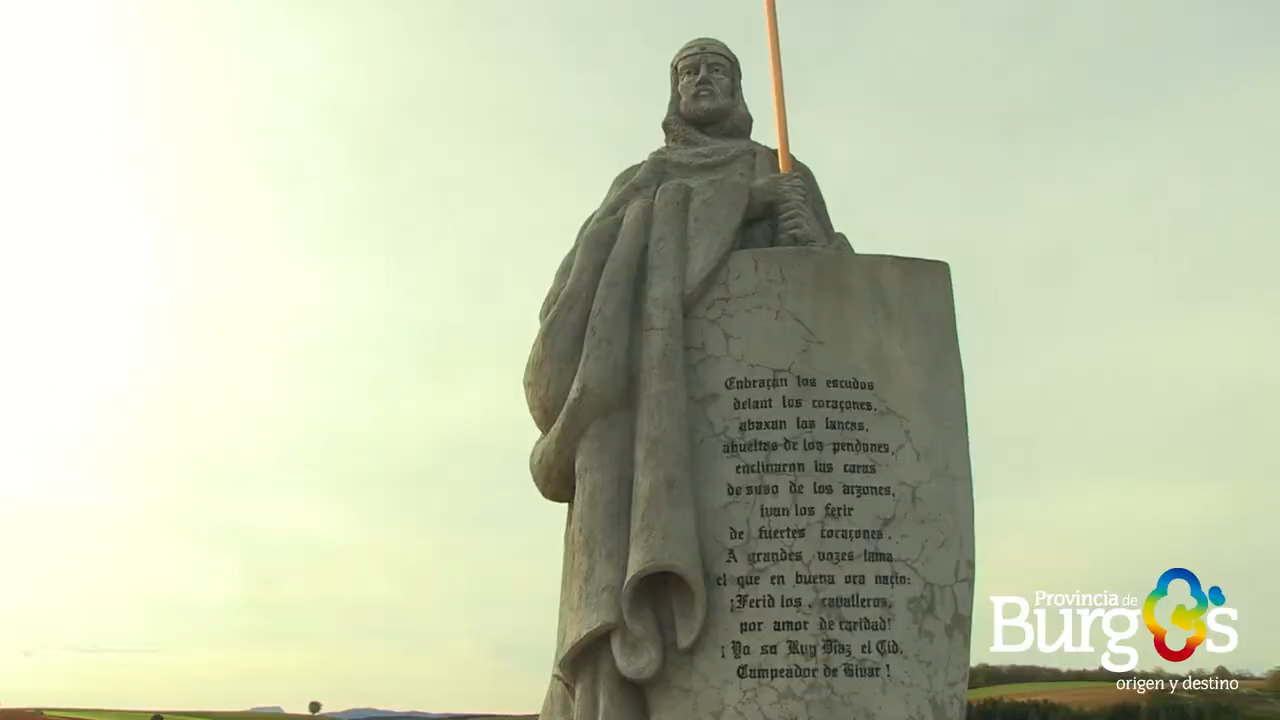 Enbraçan los escudos
delant los coraçones,
abaxan las lanças,
abueltas de los pendones,
enclinaron las caras
de suso de los arzones,
ivan los ferir
de fuertes coraçones.
A grandes vozes lama
el que en buena ora naçio:
¡Ferid los, cavalleros,
por amor de caridad!
¡Yo so Ruy Díaz el Cid,
Campeador de Bivar!
Provincia de
Burgos
origen y destino